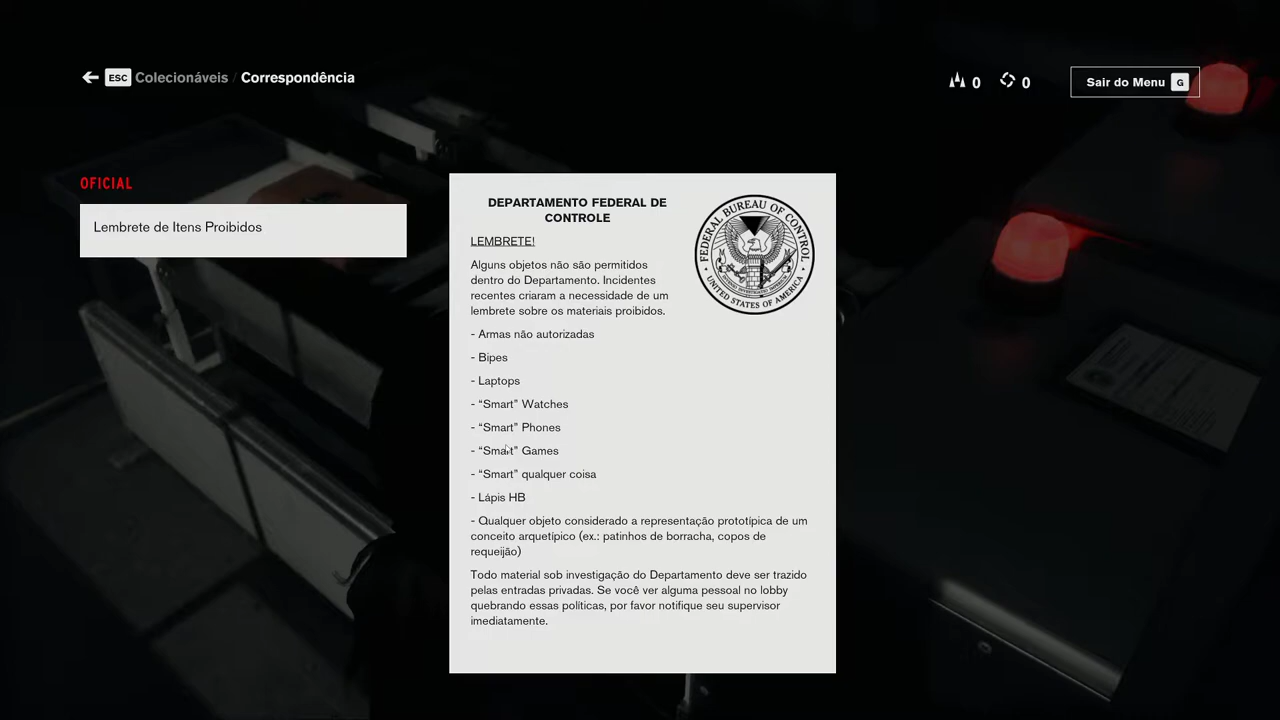 ESC Colecionáveis / Correspondência
0 0
Sair do Menu G
OFICIAL
Lembrete de Itens Proibidos
DEPARTAMENTO FEDERAL DE
CONTROLE
FEDERAL BUREAU OF CONTROL
UNITED STATES OF AMERICA
LEMBRETE!
Alguns objetos não são permitidos
dentro do Departamento. Incidentes
recentes criaram a necessidade de um
lembrete sobre os materiais proibidos.
- Armas não autorizadas
- Bipes
- Laptops
- “Smart” Watches
- “Smart” Phones
- “Smart” Games
- “Smart” qualquer coisa
- Lápis HB
- Qualquer objeto considerado a representação prototípica de um
conceito arquetípico (ex.: patinhos de borracha, copos de
requeijão)
Todo material sob investigação do Departamento deve ser trazido
pelas entradas privadas. Se você ver alguma pessoal no lobby
quebrando essas políticas, por favor notifique seu supervisor
imediatamente.